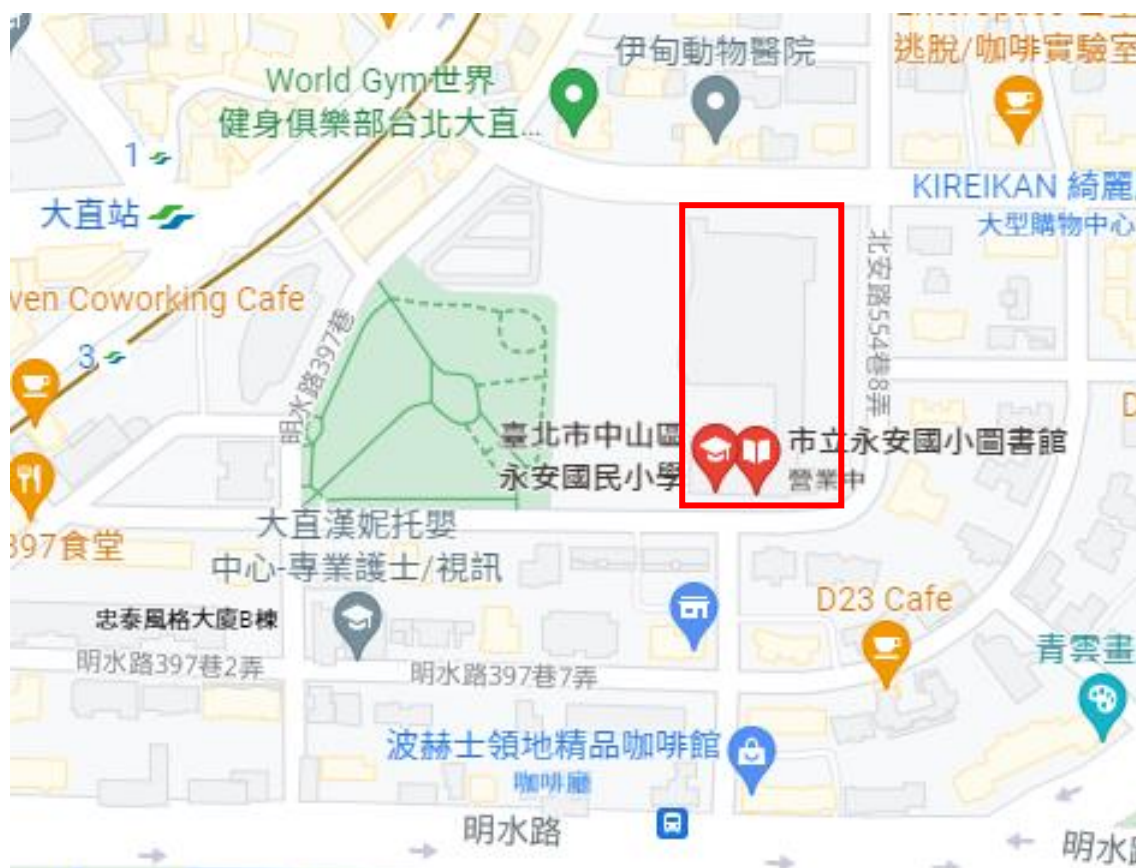 伊甸動物醫院
逃脫/咖啡實驗室
World Gym世界
健身俱樂部台北大直...
1
大直站
KIREIKAN 綺麗
大型購物中心
北安路554巷8弄
ven Coworking Cafe
3
明水路397巷
D
臺北市中山區
永安國民小學
市立永安國小圖書館
營業中
397食堂
大直漢妮托嬰
中心-專業護士/視訊
D23 Cafe
忠泰風格大廈B棟
青雲畫
明水路397巷2弄
明水路397巷7弄
波赫士領地精品咖啡館
咖啡廳
明水路
明水